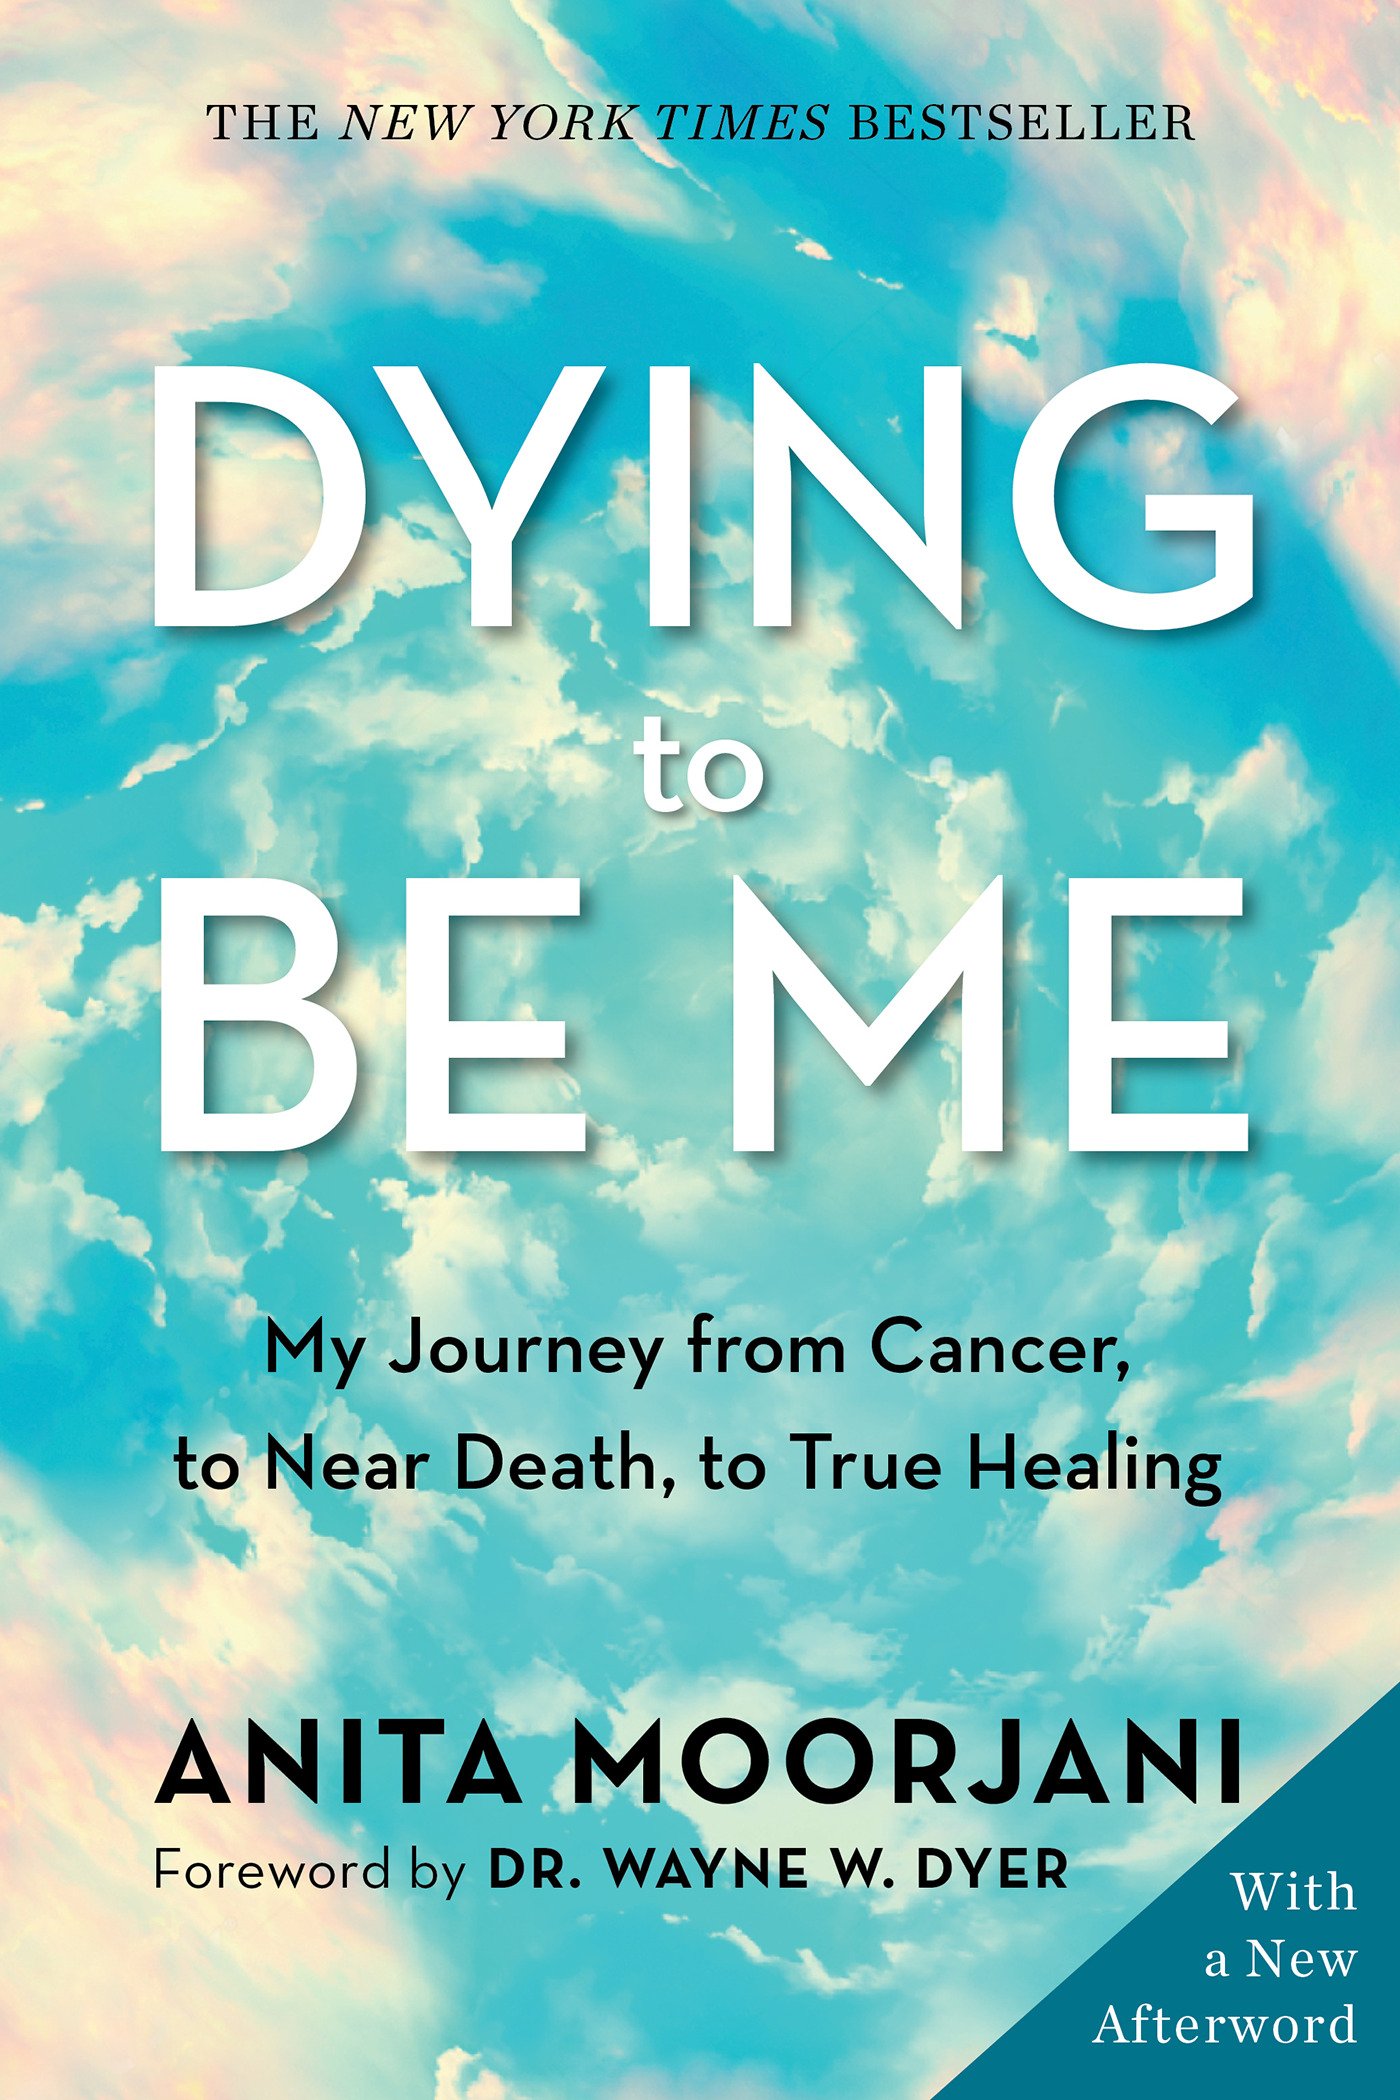 THE NEW YORK TIMES BESTSELLER
DYING
to
BE ME
My Journey from Cancer,
to Near Death, to True Healing
ANITA MOORJANI
Foreword by DR. WAYNE W. DYER
With
a New
Afterword